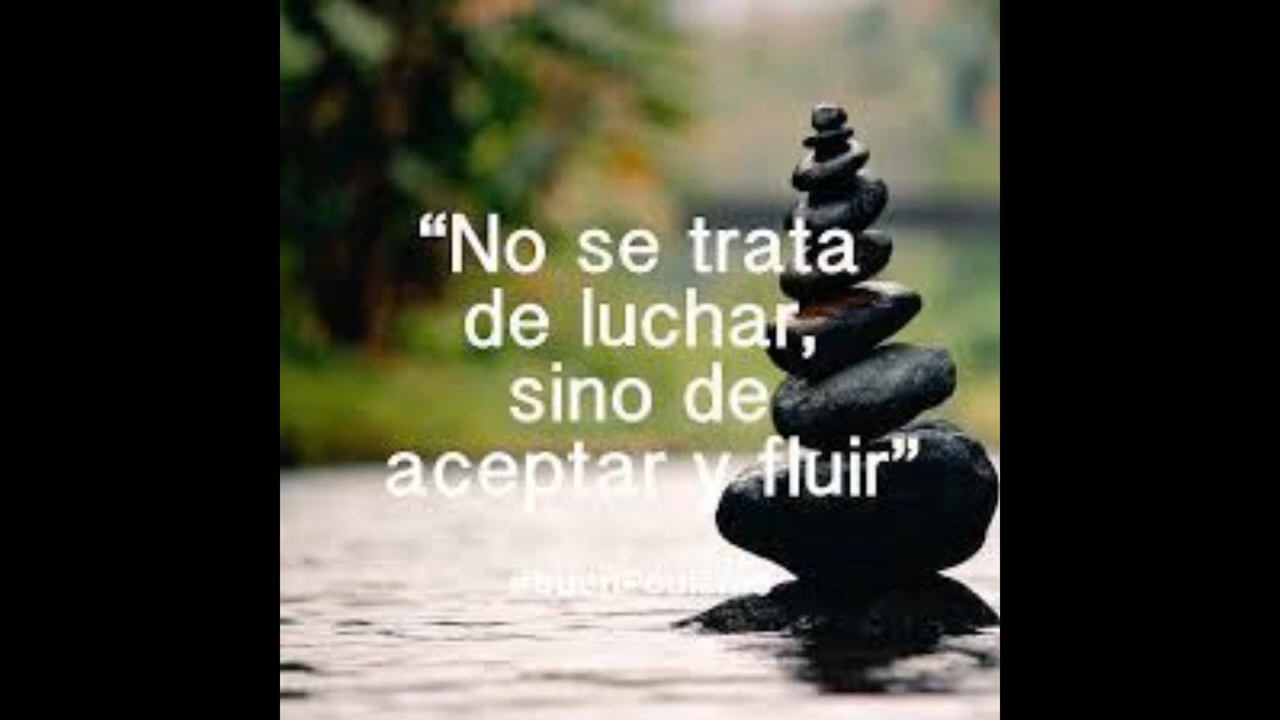 “No se trata
de luchar,
sino de
aceptar y fluir”